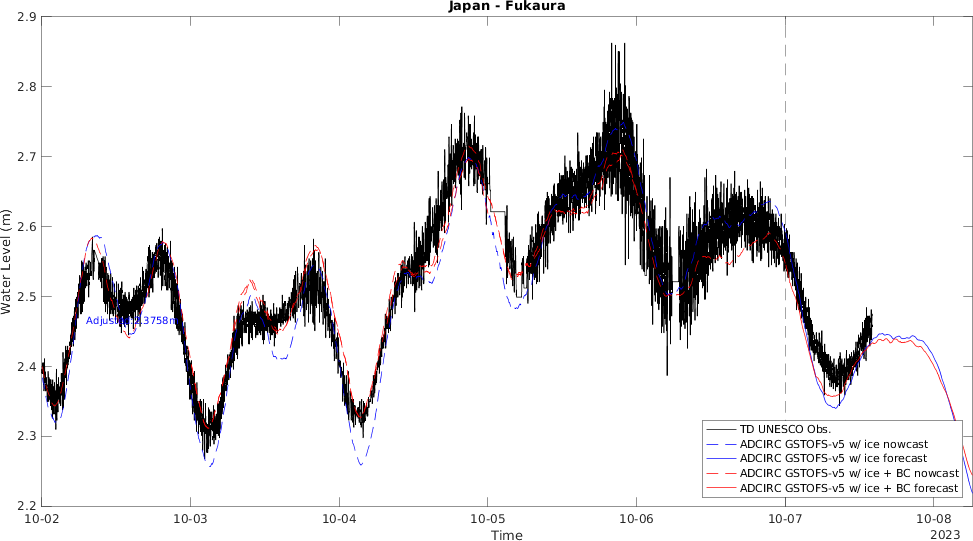 Japan - Fukaura
2.9
2.8
2.7
2.6
2.5
2.4
2.3
2.2
Water Level (m)
TD UNESCO Obs.
ADCIRC GSTOFS-v5 w/ ice nowcast
ADCIRC GSTOFS-v5 w/ ice forecast
ADCIRC GSTOFS-v5 w/ ice + BC nowcast
ADCIRC GSTOFS-v5 w/ ice + BC forecast
10-02 10-03 10-04 10-05 10-06 10-07 10-08
Time
2023